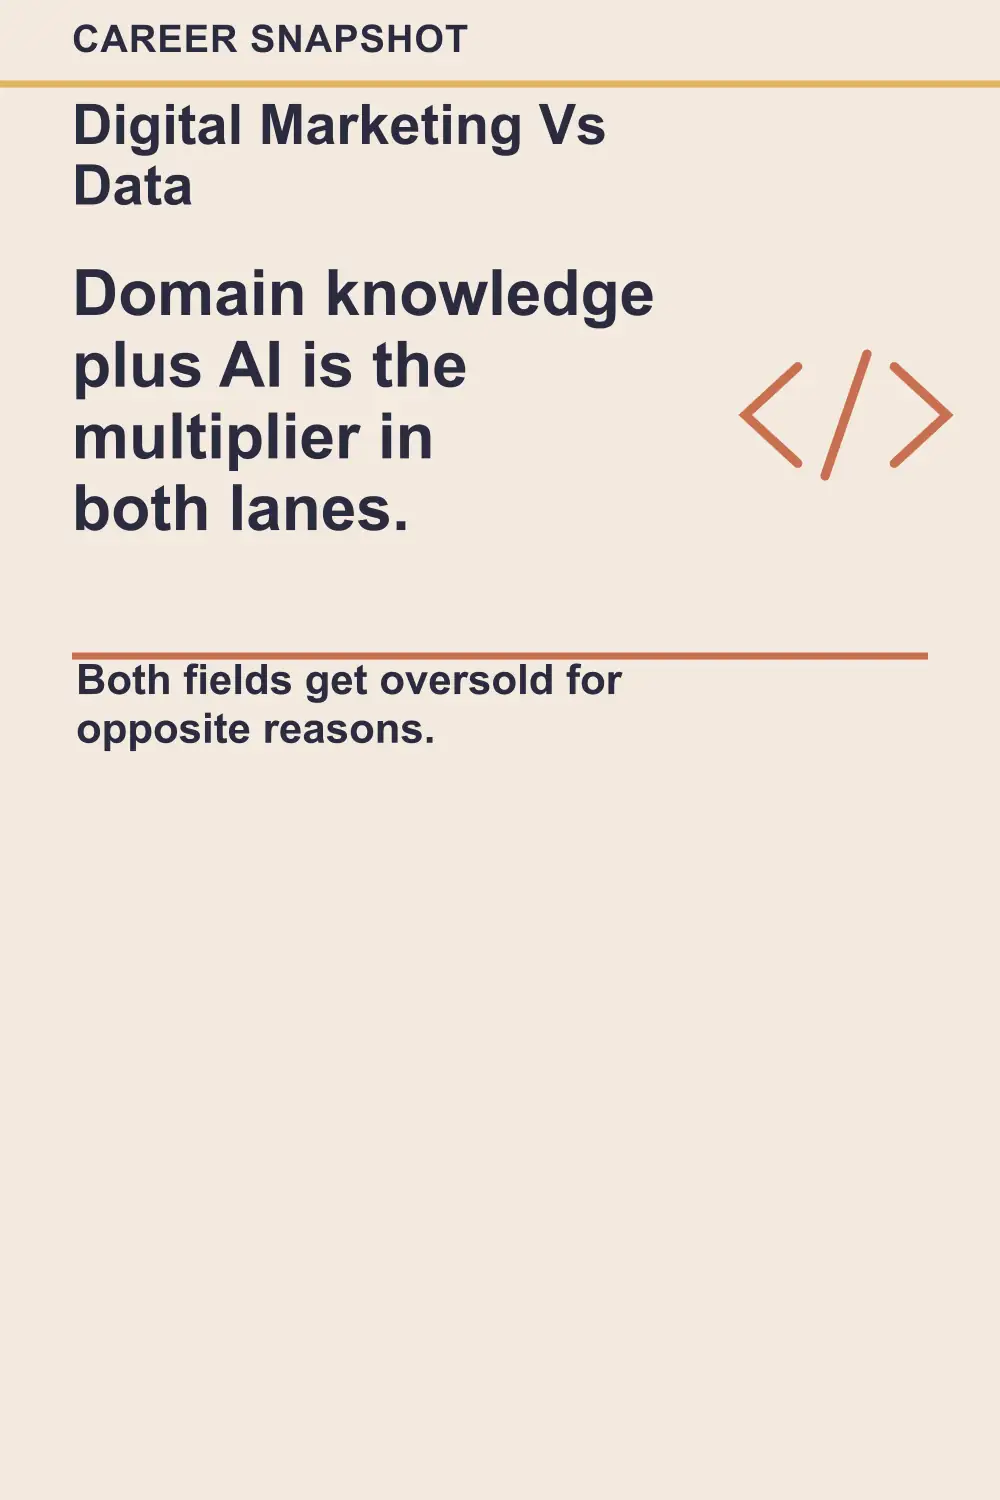 CAREER SNAPSHOT
Digital Marketing Vs
Data
Domain knowledge
plus AI is the
multiplier in
both lanes.
Both fields get oversold for
opposite reasons.